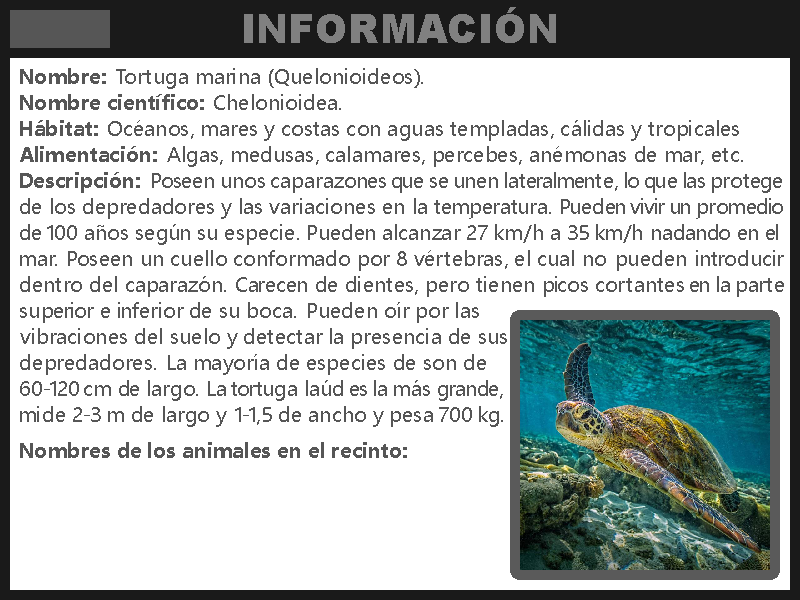 INFORMACIÓN
Nombre: Tortuga marina (Quelonioideos).
Nombre científico: Chelonioidea.
Hábitat: Océanos, mares y costas con aguas templadas, cálidas y tropicales
Alimentación: Algas, medusas, calamares, percebes, anémonas de mar, etc.
Descripción: Poseen unos caparazones que se unen lateralmente, lo que las protege
de los depredadores y las variaciones en la temperatura. Pueden vivir un promedio
de 100 años según su especie. Pueden alcanzar 27 km/h a 35 km/h nadando en el
mar. Poseen un cuello conformado por 8 vértebras, el cual no pueden introducir
dentro del caparazón. Carecen de dientes, pero tienen picos cortantes en la parte
superior e inferior de su boca. Pueden oír por las
vibraciones del suelo y detectar la presencia de sus
depredadores. La mayoría de especies de son de
60-120 cm de largo. La tortuga laúd es la más grande,
mide 2-3 m de largo y 1-1,5 de ancho y pesa 700 kg.
Nombres de los animales en el recinto: